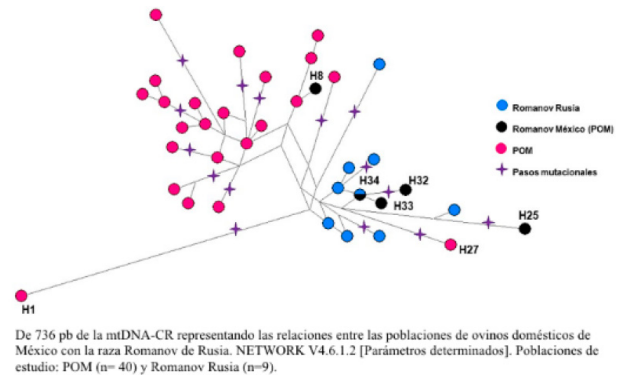 H8
Romanov Rusia
Romanov México (POM)
POM
Pasos mutacionales
H34
H32
H33
H25
H27
H1
De 736 pb de la mtDNA-CR representando las relaciones entre las poblaciones de ovinos domésticos de
México con la raza Romanov de Rusia. NETWORK V4.6.1.2 [Parámetros determinados]. Poblaciones de
estudio: POM (n= 40) y Romanov Rusia (n=9).